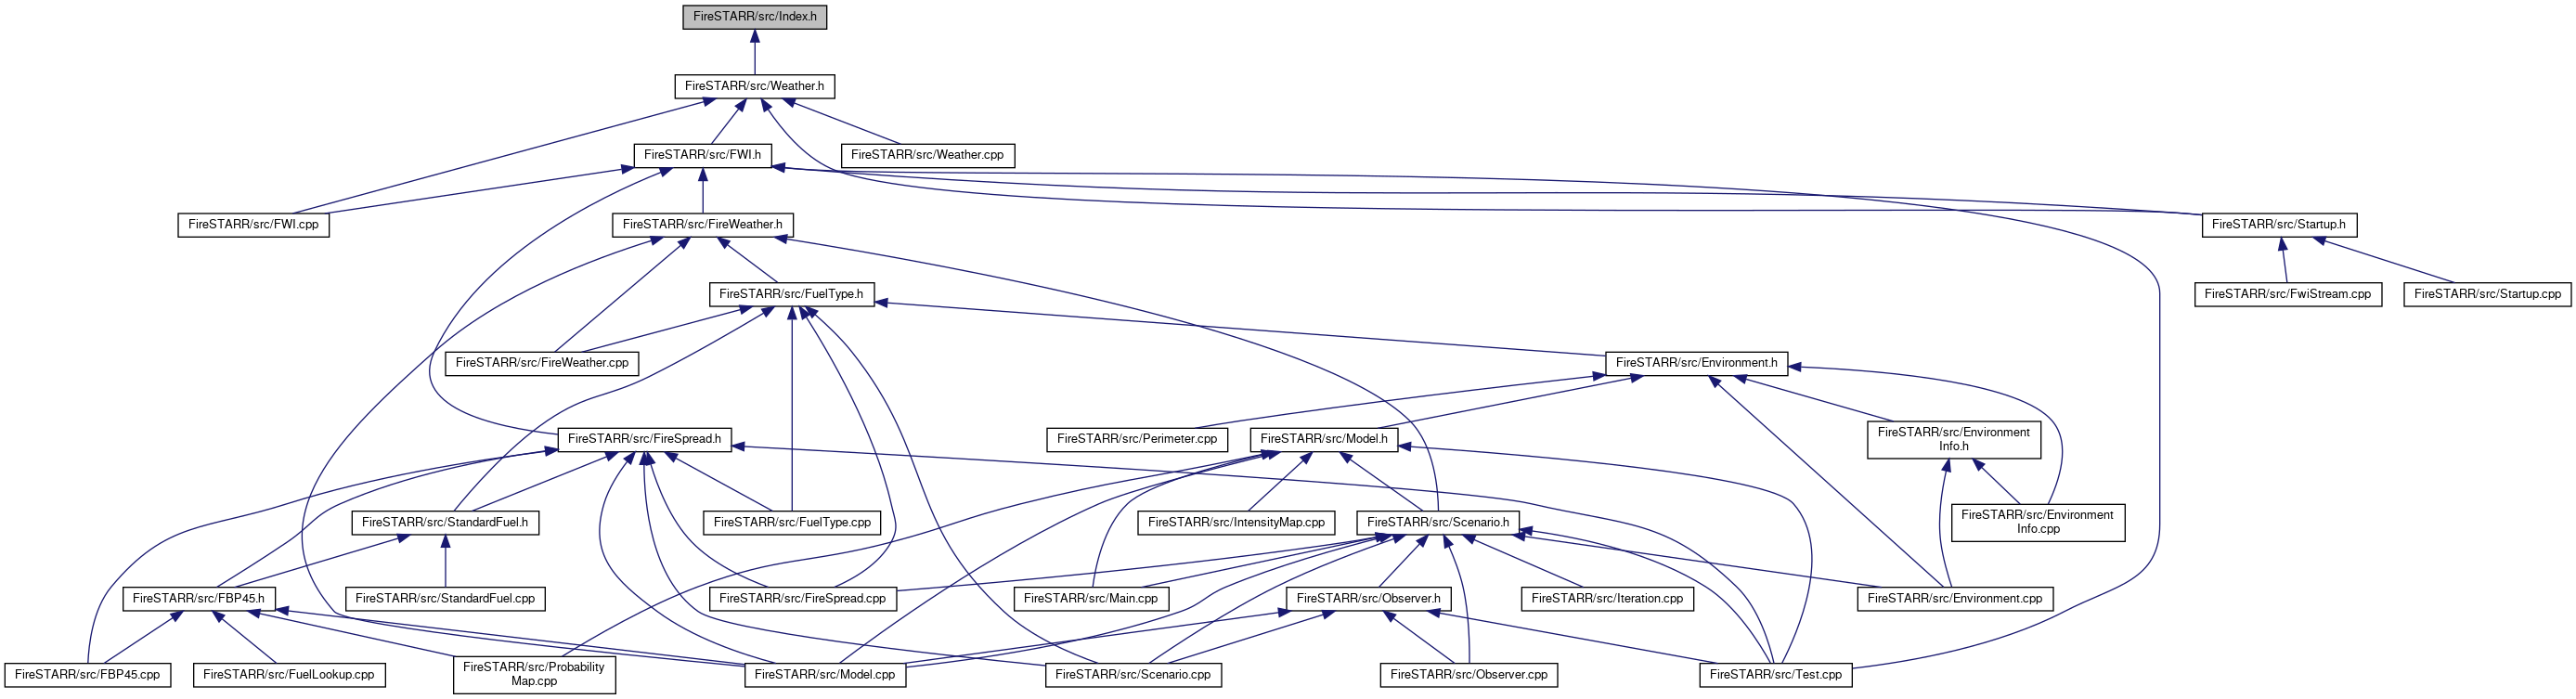 FireSTARR/src/Index.h
FireSTARR/src/Weather.h
FireSTARR/src/FWI.h
FireSTARR/src/Weather.cpp
FireSTARR/src/FWI.cpp
FireSTARR/src/FireWeather.h
FireSTARR/src/Startup.h
FireSTARR/src/FuelType.h
FireSTARR/src/FwiStream.cpp
FireSTARR/src/Startup.cpp
FireSTARR/src/FireWeather.cpp
FireSTARR/src/Environment.h
FireSTARR/src/FireSpread.h
FireSTARR/src/Perimeter.cpp
FireSTARR/src/Model.h
FireSTARR/src/Environment
Info.h
FireSTARR/src/StandardFuel.h
FireSTARR/src/FuelType.cpp
FireSTARR/src/IntensityMap.cpp
FireSTARR/src/Scenario.h
FireSTARR/src/Environment
Info.cpp
FireSTARR/src/FBP45.h
FireSTARR/src/StandardFuel.cpp
FireSTARR/src/FireSpread.cpp
FireSTARR/src/Main.cpp
FireSTARR/src/Observer.h
FireSTARR/src/Iteration.cpp
FireSTARR/src/Environment.cpp
FireSTARR/src/FBP45.cpp
FireSTARR/src/FuelLookup.cpp
FireSTARR/src/Probability
Map.cpp
FireSTARR/src/Model.cpp
FireSTARR/src/Scenario.cpp
FireSTARR/src/Observer.cpp
FireSTARR/src/Test.cpp